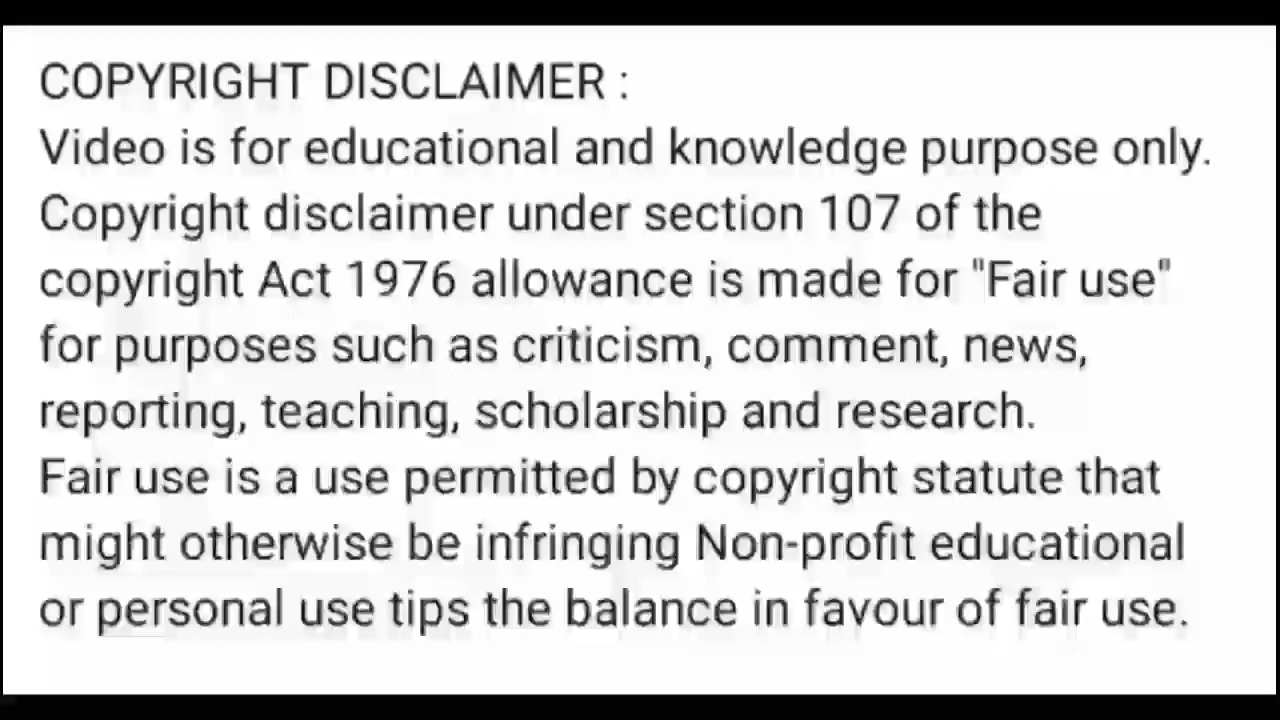 COPYRIGHT DISCLAIMER :
Video is for educational and knowledge purpose only.
Copyright disclaimer under section 107 of the
copyright Act 1976 allowance is made for "Fair use"
for purposes such as criticism, comment, news,
reporting, teaching, scholarship and research.
Fair use is a use permitted by copyright statute that
might otherwise be infringing Non-profit educational
or personal use tips the balance in favour of fair use.